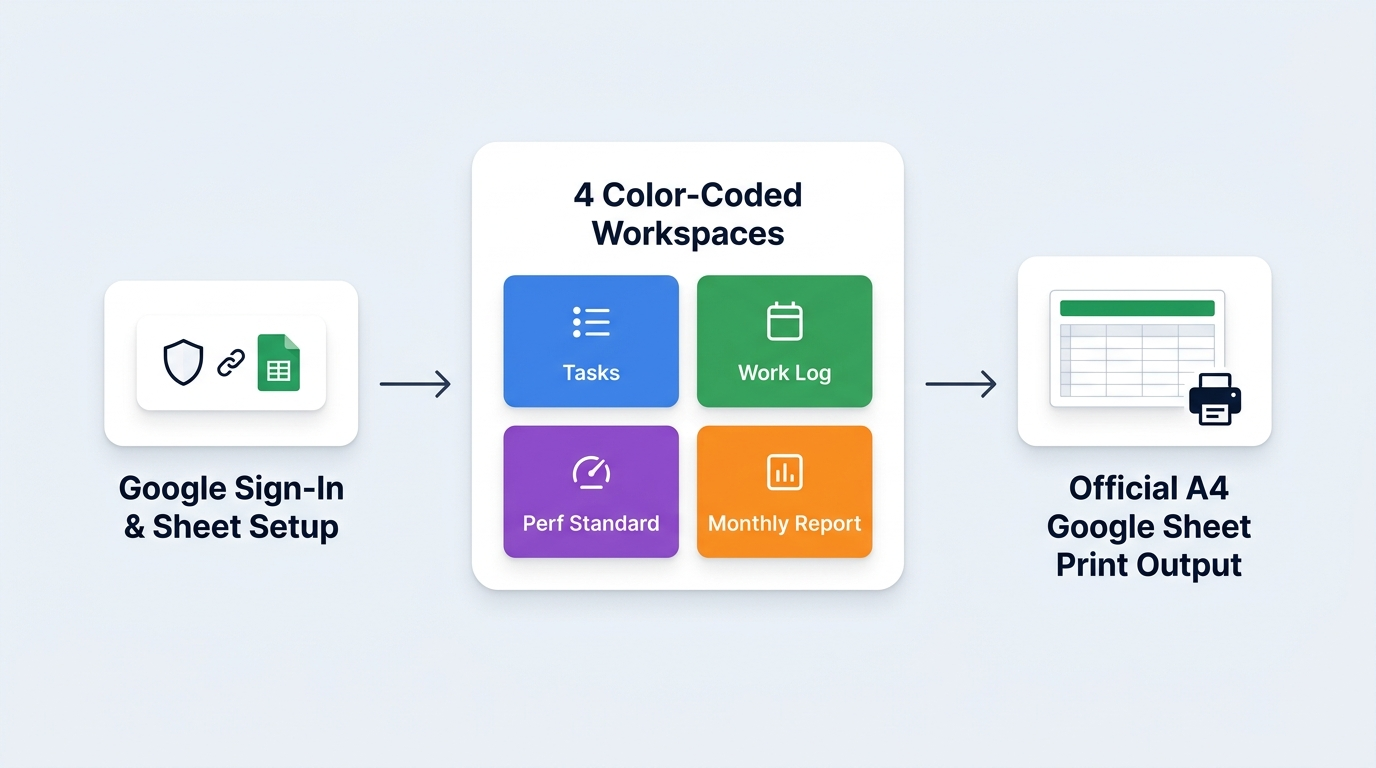 4 Color-Coded
Workspaces
Tasks
Work Log
Perf Standard
Monthly Report
Google Sign-In
& Sheet Setup
Official A4
Google Sheet
Print Output